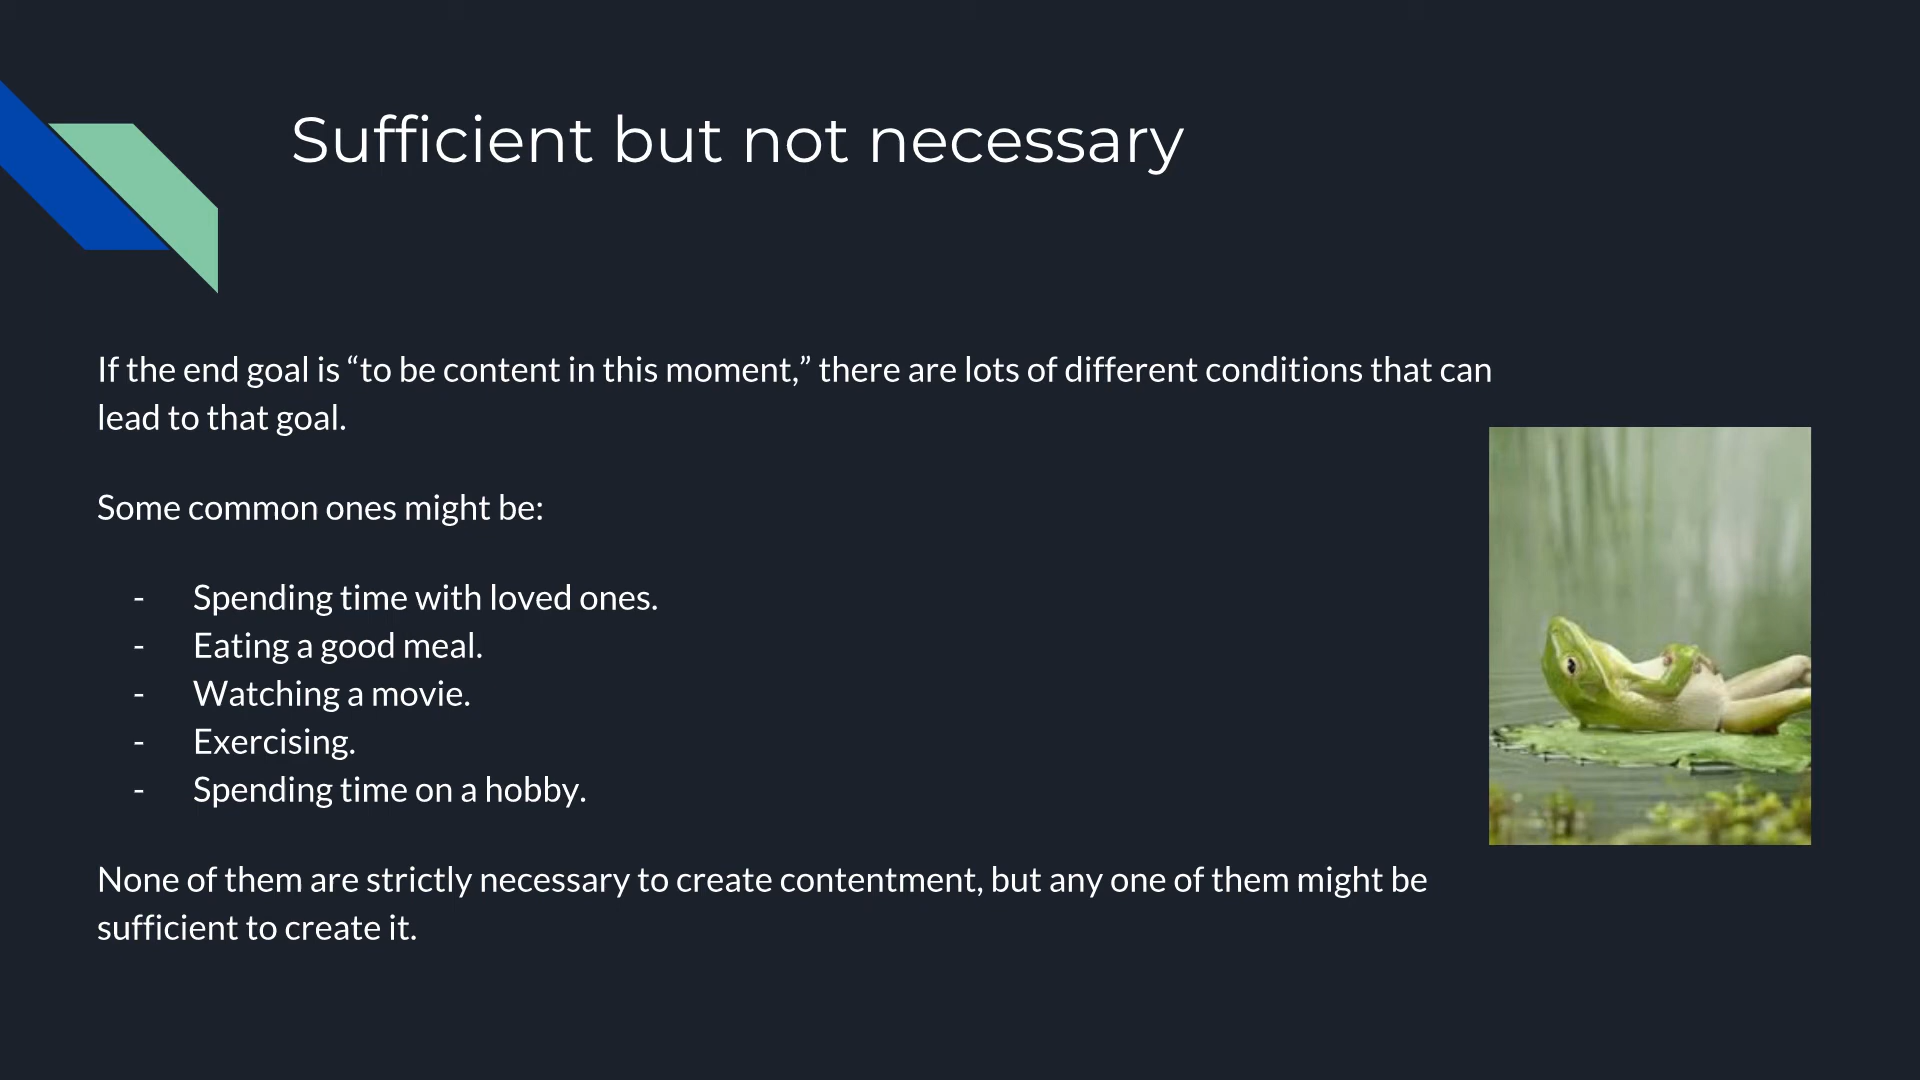 Sufficient but not necessary
If the end goal is “to be content in this moment,” there are lots of different conditions that can
lead to that goal.
Some common ones might be:
- Spending time with loved ones.
- Eating a good meal.
- Watching a movie.
- Exercising.
- Spending time on a hobby.
None of them are strictly necessary to create contentment, but any one of them might be
sufficient to create it.